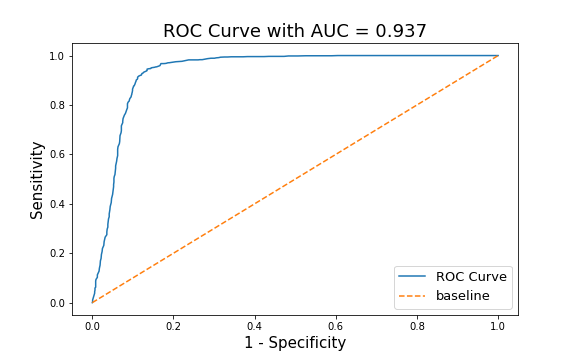 ROC Curve with AUC = 0.937
1.0
0.8
0.6
0.4
0.2
0.0
Sensitivity
0.0 0.2 0.4 0.6 0.8 1.0
1 - Specificity
ROC Curve
baseline